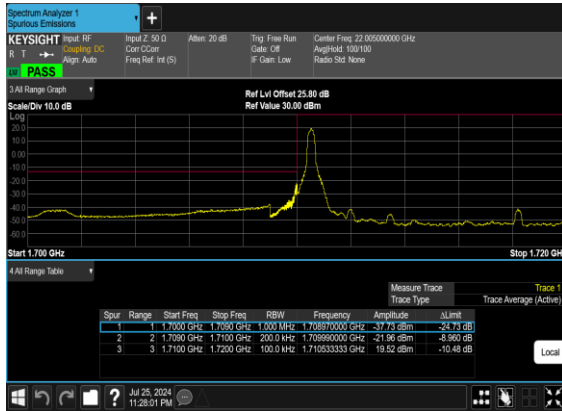 Spectrum Analyzer 1
Spurious Emissions
KEYSIGHT Input: RF Input Z: 50 Ω Atten: 20 dB Trig: Free Run Center Freq: 22.005000000 GHz
R T Coupling: DC Corr CCorr Gate: Off Avg|Hold: 100/100
Align: Auto Freq Ref: Int (S) IF Gain: Low Radio Std: None
PASS
3 All Range Graph Ref Lvl Offset 25.80 dB
Scale/Div 10.0 dB Ref Value 30.00 dBm
Log
20.0
10.0
0.00
-10.0
-20.0
-30.0
-40.0
-50.0
-60.0
Start 1.700 GHz Stop 1.720 GH
4 All Range Table
Measure Trace Trace 1
Trace Type Trace Average (Active)
Spur Range Start Freq Stop Freq RBW Frequency Amplitude ΔLimit
1 1 1.7000 GHz 1.7090 GHz 1.000 MHz 1.708970000 GHz -37.73 dBm -24.73 dB
2 2 1.7090 GHz 1.7100 GHz 200.0 kHz 1.709990000 GHz -21.96 dBm -8.960 dB
3 3 1.7100 GHz 1.7200 GHz 100.0 kHz 1.710533333 GHz 19.52 dBm -10.48 dB
Local
? Jul 25, 2024
11:28:01 PM